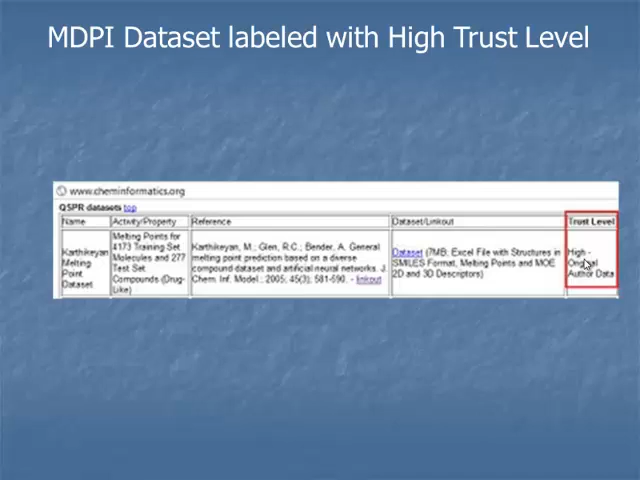 MDPI Dataset labeled with High Trust Level
www.cheminformatics.org
QSPR datasets top
Name Activity/Property Reference Dataset/Linkout Trust Level
Karthikeyan Melting Point Dataset
Melting Points for 4173 Training Set Molecules and 277 Test Set Compounds (Drug-Like)
Karthikeyan, M.; Glen, R.C.; Bender, A. General melting point prediction based on a diverse compound dataset and artificial neural networks. J. Chem. Inf. Model.; 2005; 45(3); 581-590. - linkout
Dataset (7MB; Excel File with Structures in SMILES Format, Melting Points and MOE 2D and 3D Descriptors)
High - Original Author Data